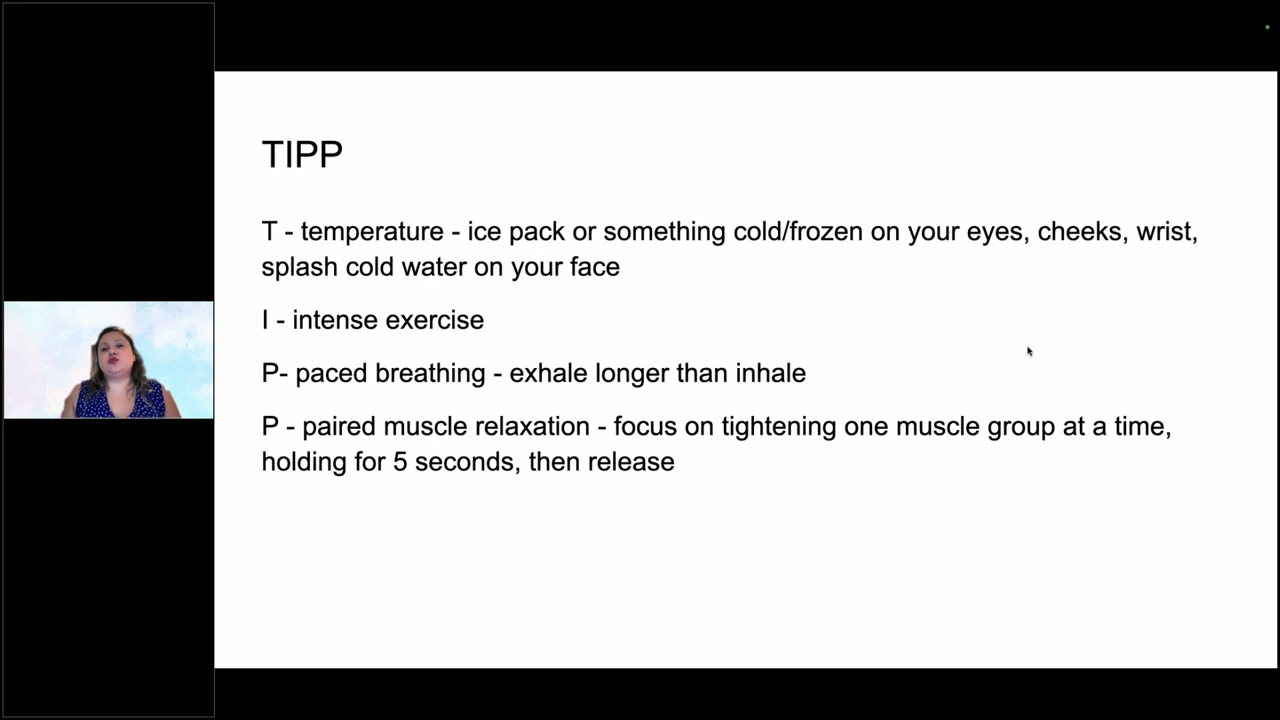 TIPP
T - temperature - ice pack or something cold/frozen on your eyes, cheeks, wrist,
splash cold water on your face
I - intense exercise
P- paced breathing - exhale longer than inhale
P - paired muscle relaxation - focus on tightening one muscle group at a time,
holding for 5 seconds, then release